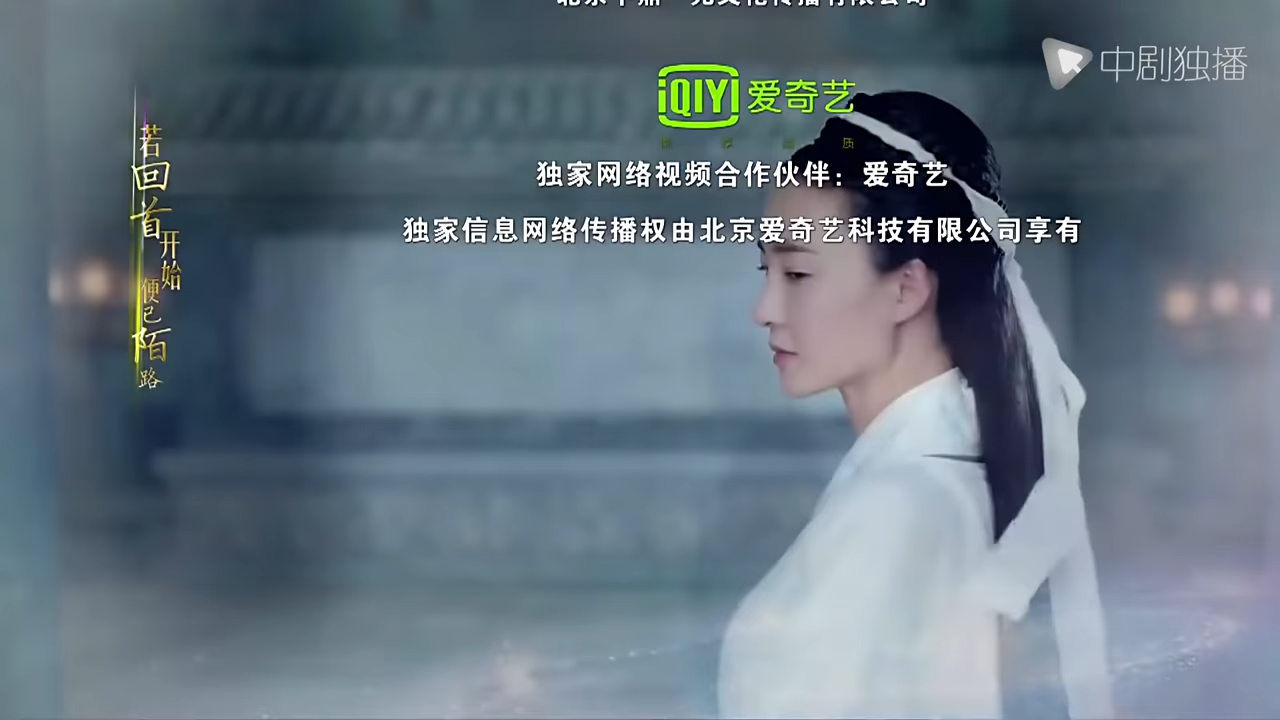 中剧独播
iQIYI 爱奇艺
独家网络视频合作伙伴：爱奇艺
独家信息网络传播权由北京爱奇艺科技有限公司享有
若回首开始
便已陌路